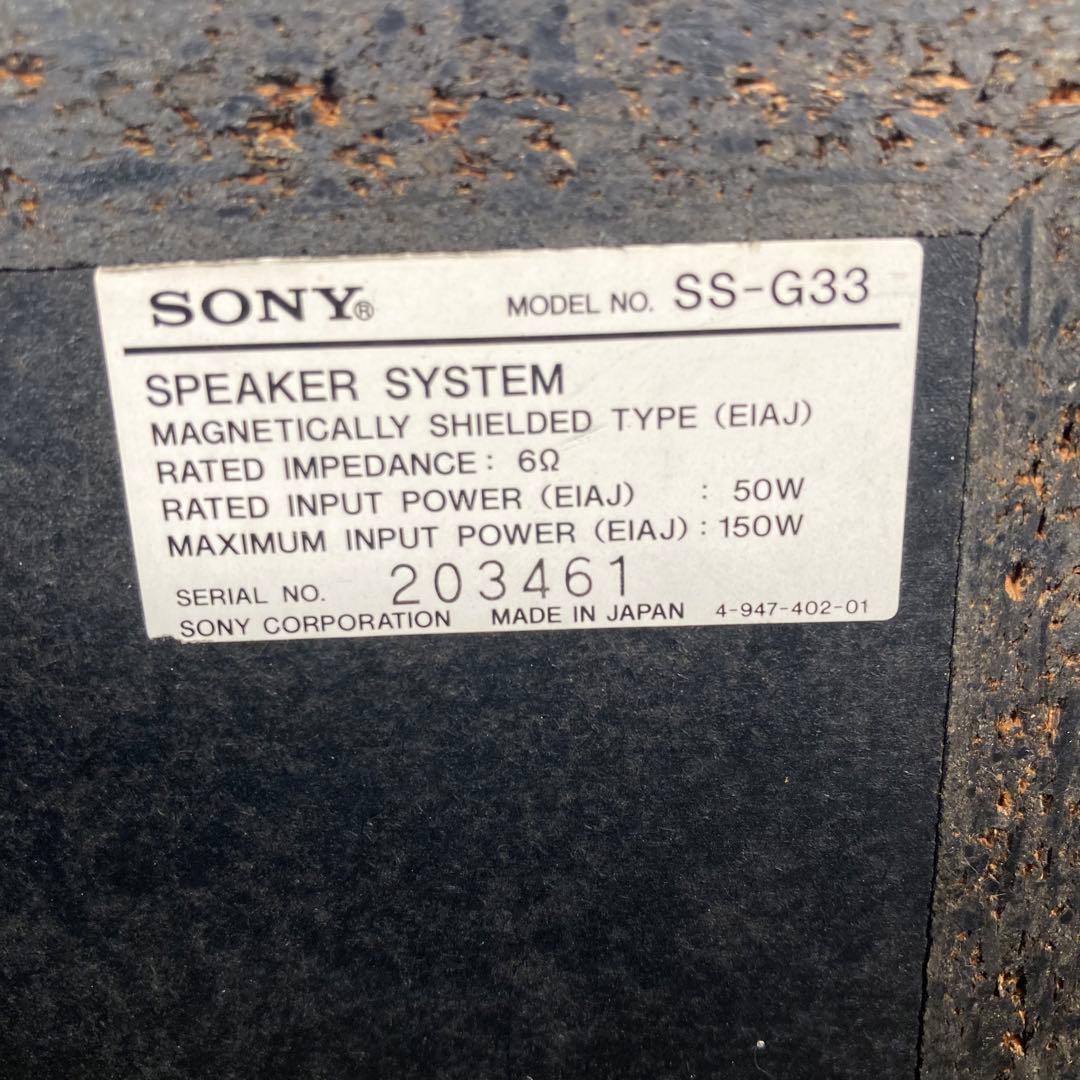 SONY® MODEL NO. SS-G33
SPEAKER SYSTEM
MAGNETICALLY SHIELDED TYPE (EIAJ)
RATED IMPEDANCE: 6Ω
RATED INPUT POWER (EIAJ) : 50W
MAXIMUM INPUT POWER (EIAJ) : 150W
SERIAL NO. 203461
SONY CORPORATION MADE IN JAPAN 4-947-402-01